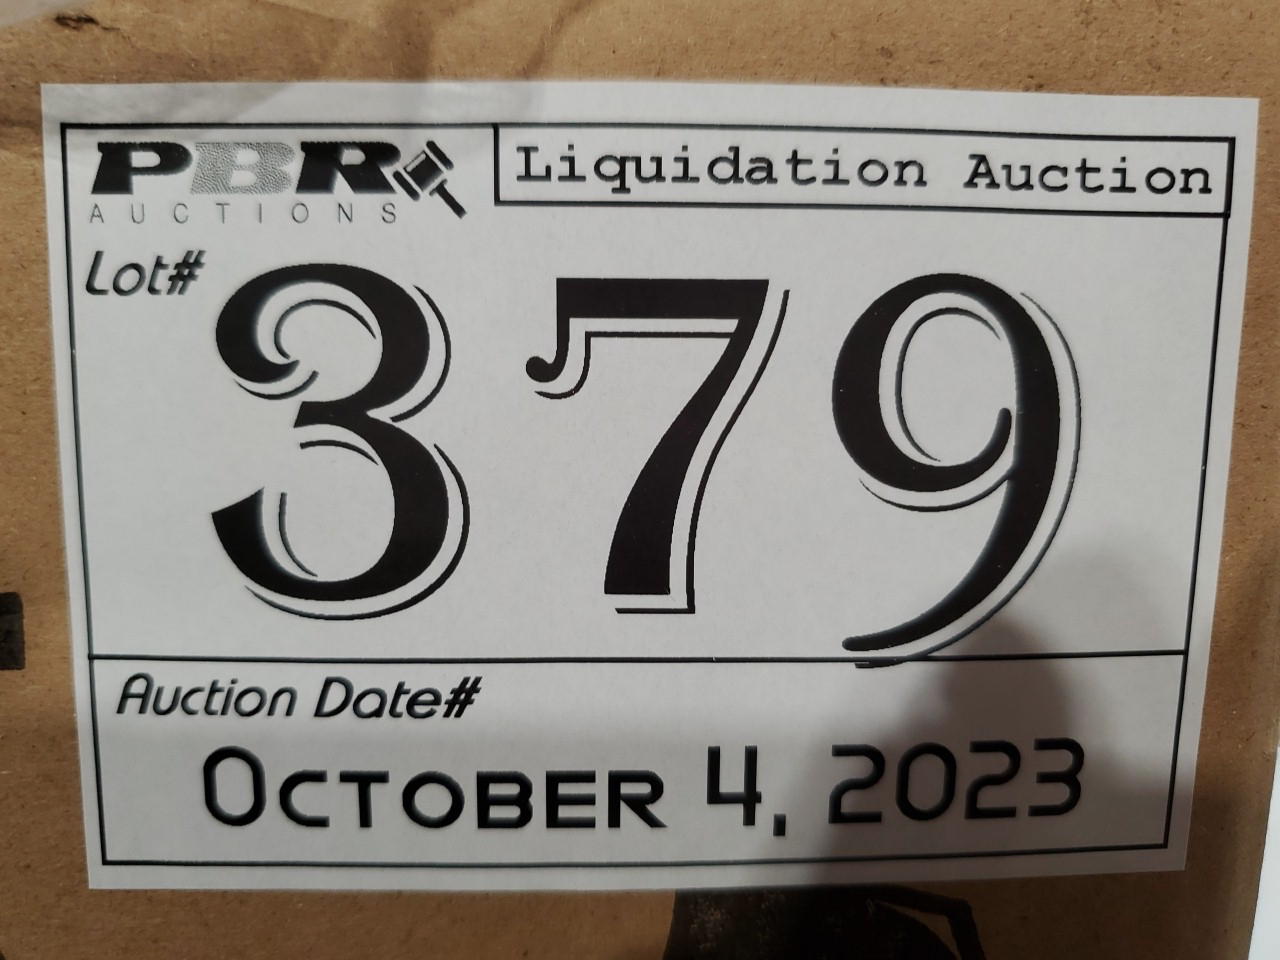 PBR
AUCTIONS
Liquidation Auction
Lot#
379
Auction Date#
October 4, 2023